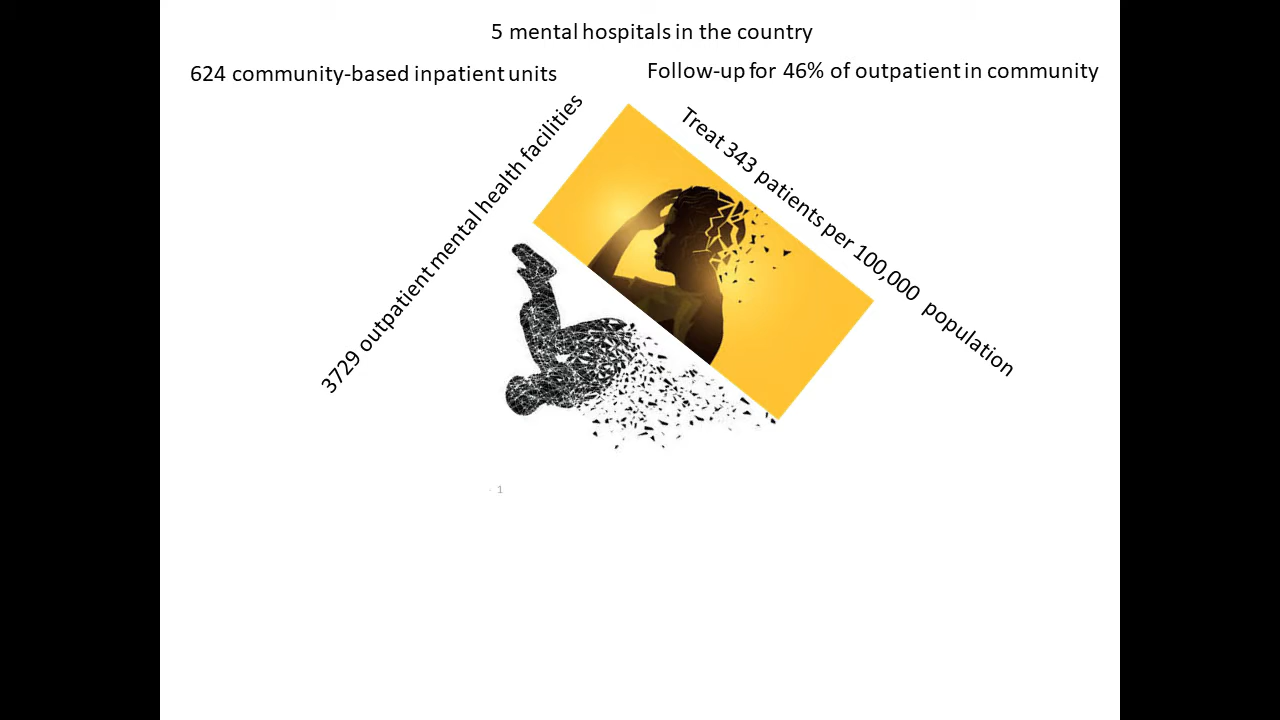 5 mental hospitals in the country
624 community-based inpatient units
Follow-up for 46% of outpatient in community
3729 outpatient mental health facilities
Treat 343 patients per 100,000 population
1